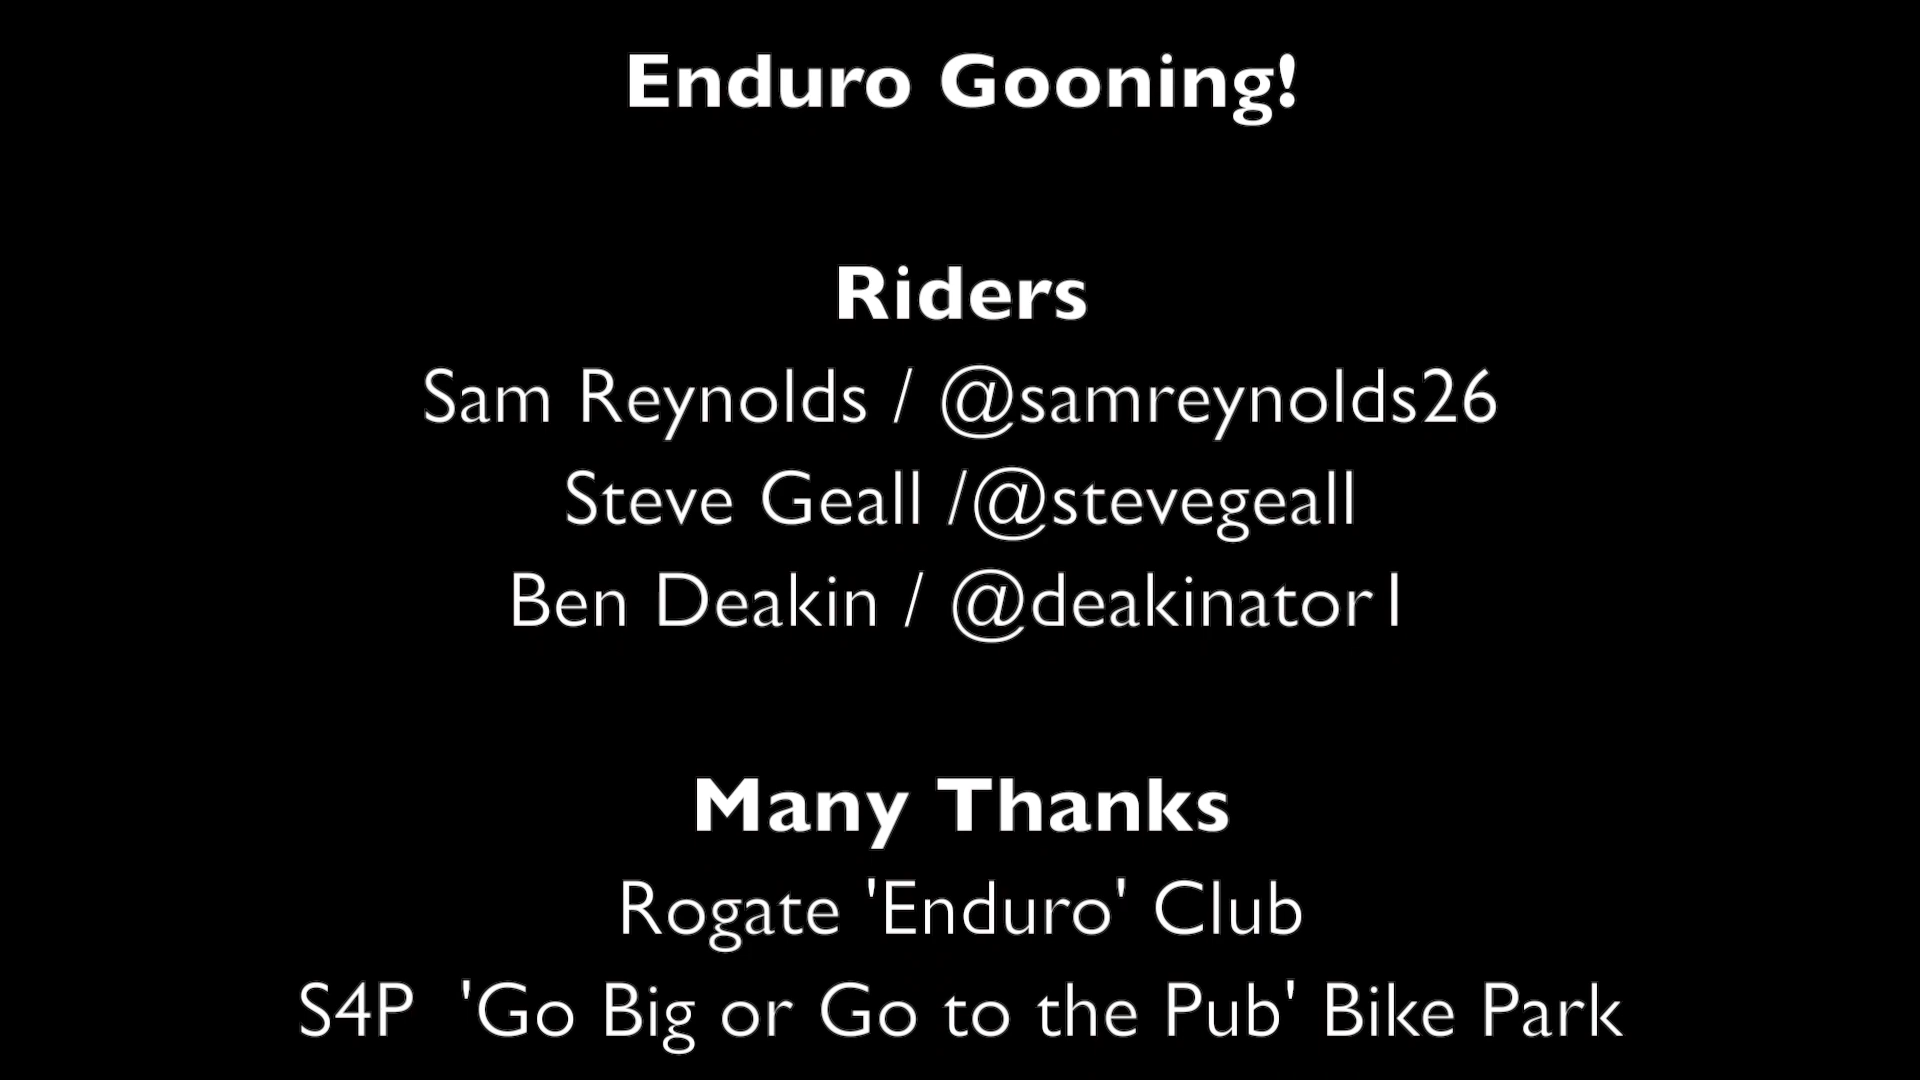 Enduro Gooning!
Riders
Sam Reynolds / @samreynolds26
Steve Geall /@stevegeall
Ben Deakin / @deakinator1
Many Thanks
Rogate 'Enduro' Club
S4P  'Go Big or Go to the Pub' Bike Park